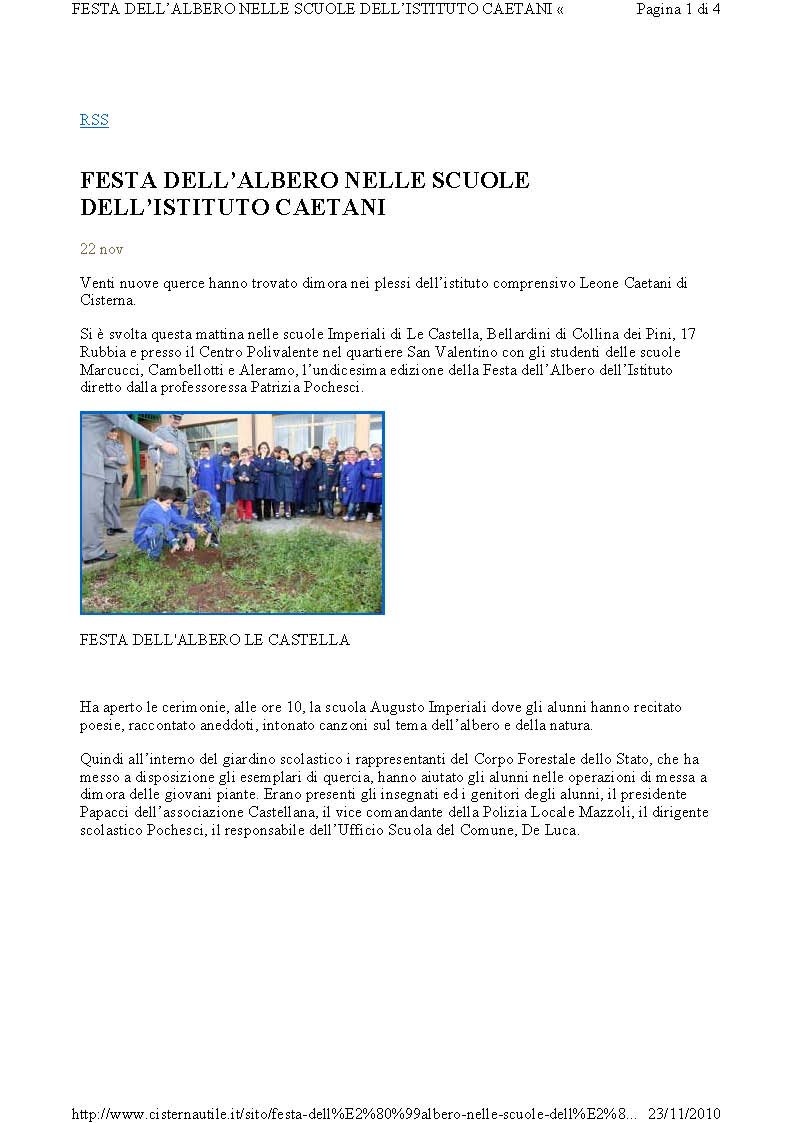 FESTA DELL’ALBERO NELLE SCUOLE DELL’ISTITUTO CAETANI « Pagina 1 di 4
RSS
FESTA DELL’ALBERO NELLE SCUOLE
DELL’ISTITUTO CAETANI
22 nov
Venti nuove querce hanno trovato dimora nei plessi dell’istituto comprensivo Leone Caetani di
Cisterna.
Si è svolta questa mattina nelle scuole Imperiali di Le Castella, Bellardini di Collina dei Pini, 17
Rubbia e presso il Centro Polivalente nel quartiere San Valentino con gli studenti delle scuole
Marcucci, Cambellotti e Aleramo, l’undicesima edizione della Festa dell’Albero dell’Istituto
diretto dalla professoressa Patrizia Pochesci.
FESTA DELL'ALBERO LE CASTELLA
Ha aperto le cerimonie, alle ore 10, la scuola Augusto Imperiali dove gli alunni hanno recitato
poesie, raccontato aneddoti, intonato canzoni sul tema dell’albero e della natura.
Quindi all’interno del giardino scolastico i rappresentanti del Corpo Forestale dello Stato, che ha
messo a disposizione gli esemplari di quercia, hanno aiutato gli alunni nelle operazioni di messa a
dimora delle giovani piante. Erano presenti gli insegnati ed i genitori degli alunni, il presidente
Papacci dell’associazione Castellana, il vice comandante della Polizia Locale Mazzoli, il dirigente
scolastico Pochesci, il responsabile dell’Ufficio Scuola del Comune, De Luca.
http://www.cisternautile.it/sito/festa-dell%E2%80%99albero-nelle-scuole-dell%E2%8... 23/11/2010